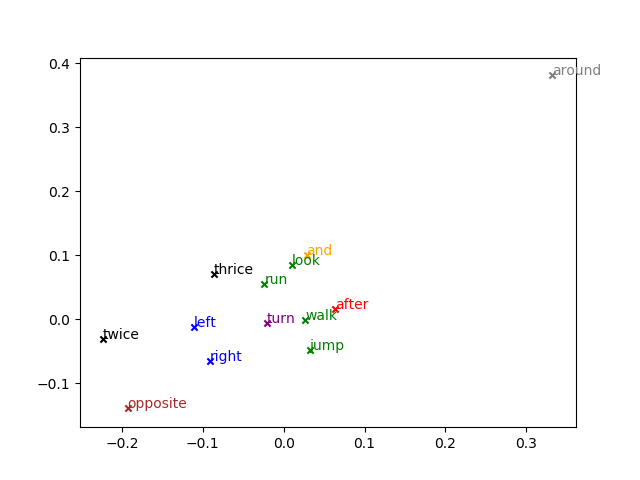 0.4
around
0.3
0.2
0.1
and
look
thrice
run
after
0.0
left
turn
walk
twice
jump
right
−0.1
opposite
−0.2
−0.1
0.0
0.1
0.2
0.3